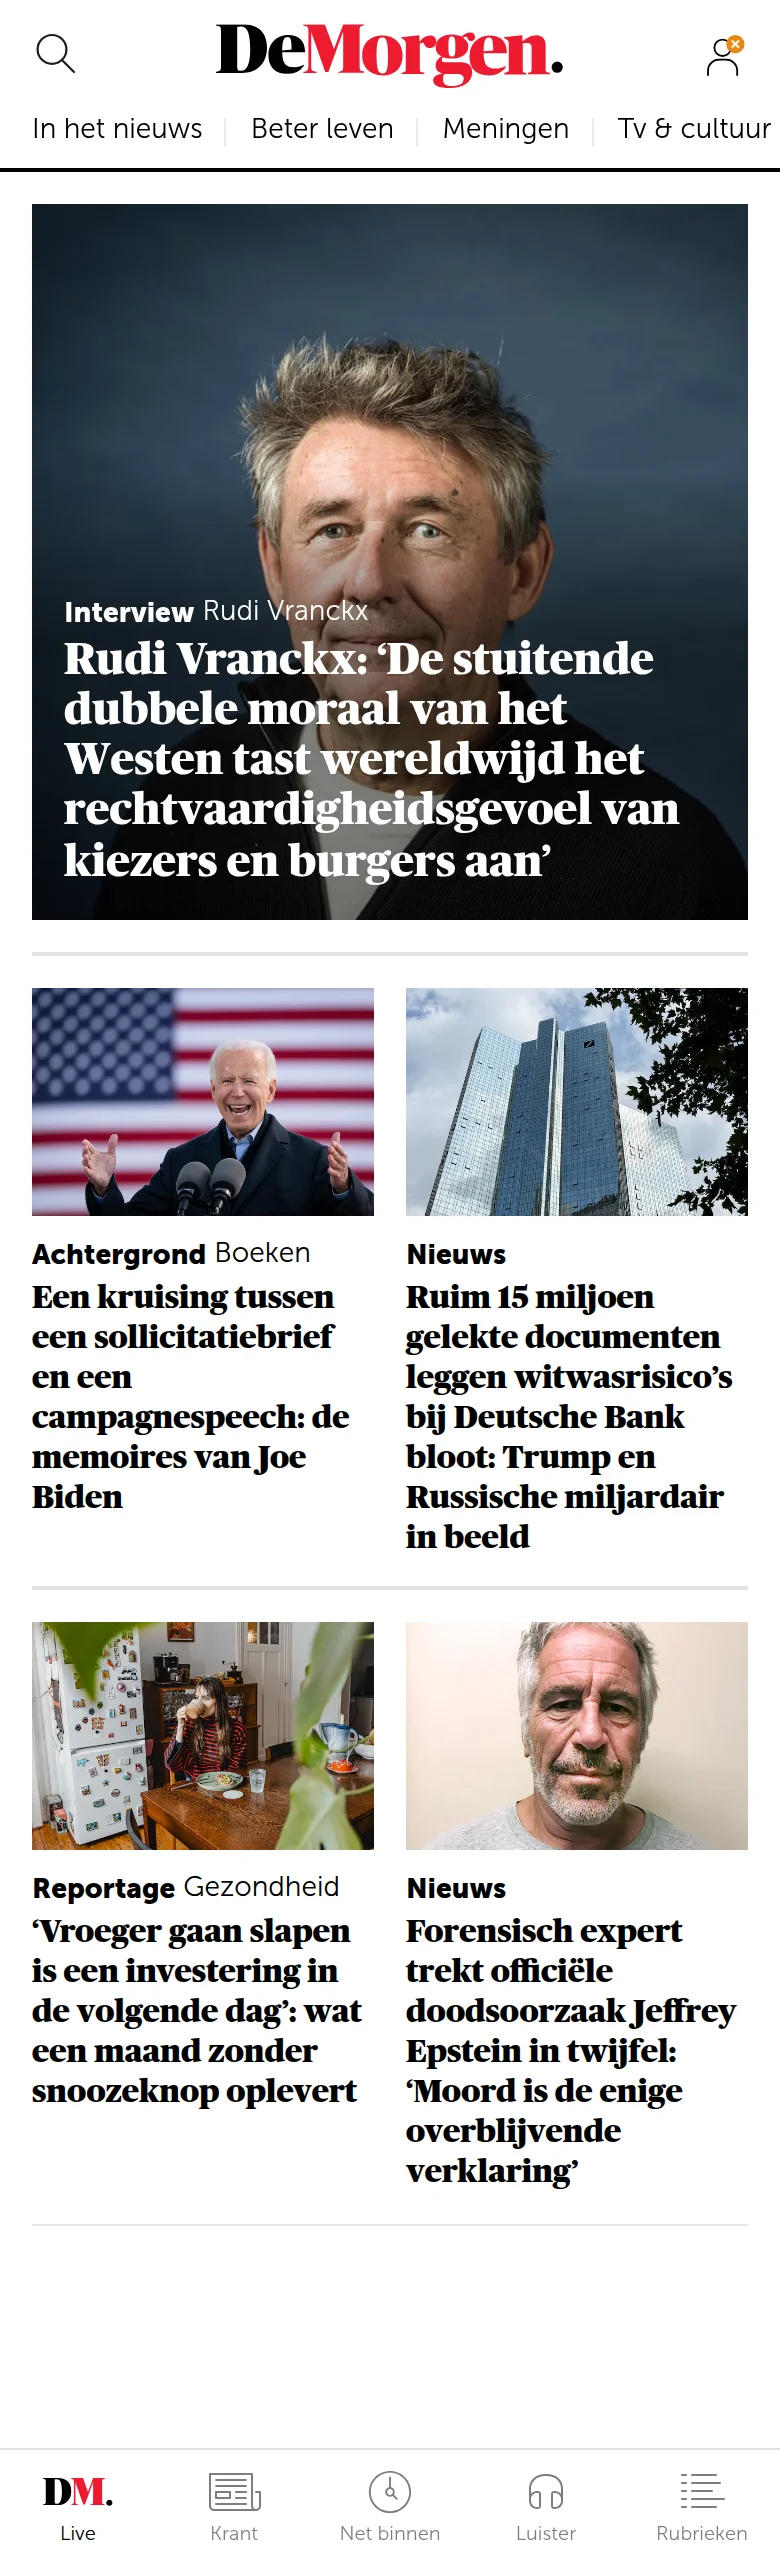 DeMorgen.
In het nieuws
Beter leven
Meningen
Tv & cultuur
Interview Rudi Vranckx
Rudi Vranckx: ‘De stuitende
dubbele moraal van het
Westen tast wereldwijd het
rechtvaardigheidsgevoel van
kiezers en burgers aan’
Achtergrond Boeken
Een kruising tussen
een sollicitatiebrief
en een
campagnespeech: de
memoires van Joe
Biden
Nieuws
Ruim 15 miljoen
gelekte documenten
leggen witwasrisico’s
bij Deutsche Bank
bloot: Trump en
Russische miljardair
in beeld
Reportage Gezondheid
‘Vroeger gaan slapen
is een investering in
de volgende dag’: wat
een maand zonder
snoozeknop oplevert
Nieuws
Forensisch expert
trekt officiële
doodsoorzaak Jeffrey
Epstein in twijfel:
‘Moord is de enige
overblijvende
verklaring’
DM.
Live
Krant
Net binnen
Luister
Rubrieken